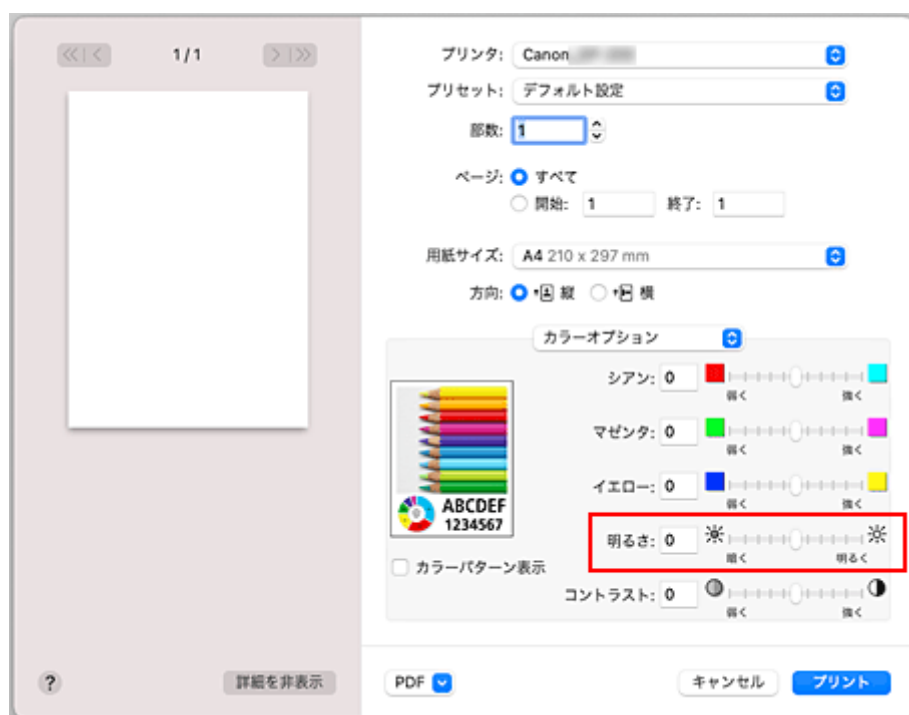 1/1
プリンタ: Canon
プリセット: デフォルト設定
部数: 1
ページ: すべて
開始: 1 終了: 1
用紙サイズ: A4 210 x 297 mm
方向: 縦 横
カラーオプション
シアン: 0
弱く 強く
マゼンタ: 0
弱く 強く
イエロー: 0
弱く 強く
ABCDEF
1234567
明るさ: 0
暗く 明るく
カラーパターン表示
コントラスト: 0
弱く 強く
? 詳細を非表示 PDF キャンセル プリント